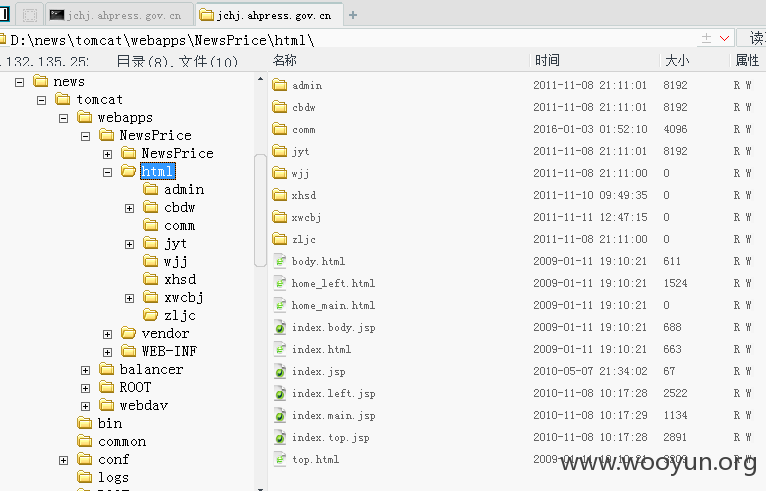 jchj.ahpress.gov.cn jchj.ahpress.gov.cn
D:\news\tomcat\webapps\NewsPrice\html\
.132.135.25 目录(8),文件(10) 名称 时间 大小 属性
news
tomcat
webapps
NewsPrice
NewsPrice
html
admin
cbdw
comm
jyt
wjj
xhsd
xwcbj
zljc
vendor
WEB-INF
balancer
ROOT
webdav
bin
common
conf
logs
admin 2011-11-08 21:11:01 8192 R W
cbdw 2011-11-08 21:11:01 8192 R W
comm 2016-01-03 01:52:10 4096 R W
jyt 2011-11-08 21:11:01 8192 R W
wjj 2011-11-08 21:11:00 0 R W
xhsd 2011-11-10 09:49:35 0 R W
xwcbj 2011-11-11 12:47:15 0 R W
zljc 2011-11-08 21:11:00 0 R W
body.html 2009-01-11 19:10:21 611 R W
home_left.html 2009-01-11 19:10:21 1524 R W
home_main.html 2009-01-11 19:10:21 0 R W
index.body.jsp 2009-01-11 19:10:21 688 R W
index.html 2009-01-11 19:10:21 663 R W
index.jsp 2010-05-07 21:34:02 67 R W
index.left.jsp 2010-11-08 10:17:28 2522 R W
index.main.jsp 2010-11-08 10:17:29 1134 R W
index.top.jsp 2010-11-08 10:17:28 2891 R W
top.html 2009-01-11 19:10:21 R W
www.wooyun.org